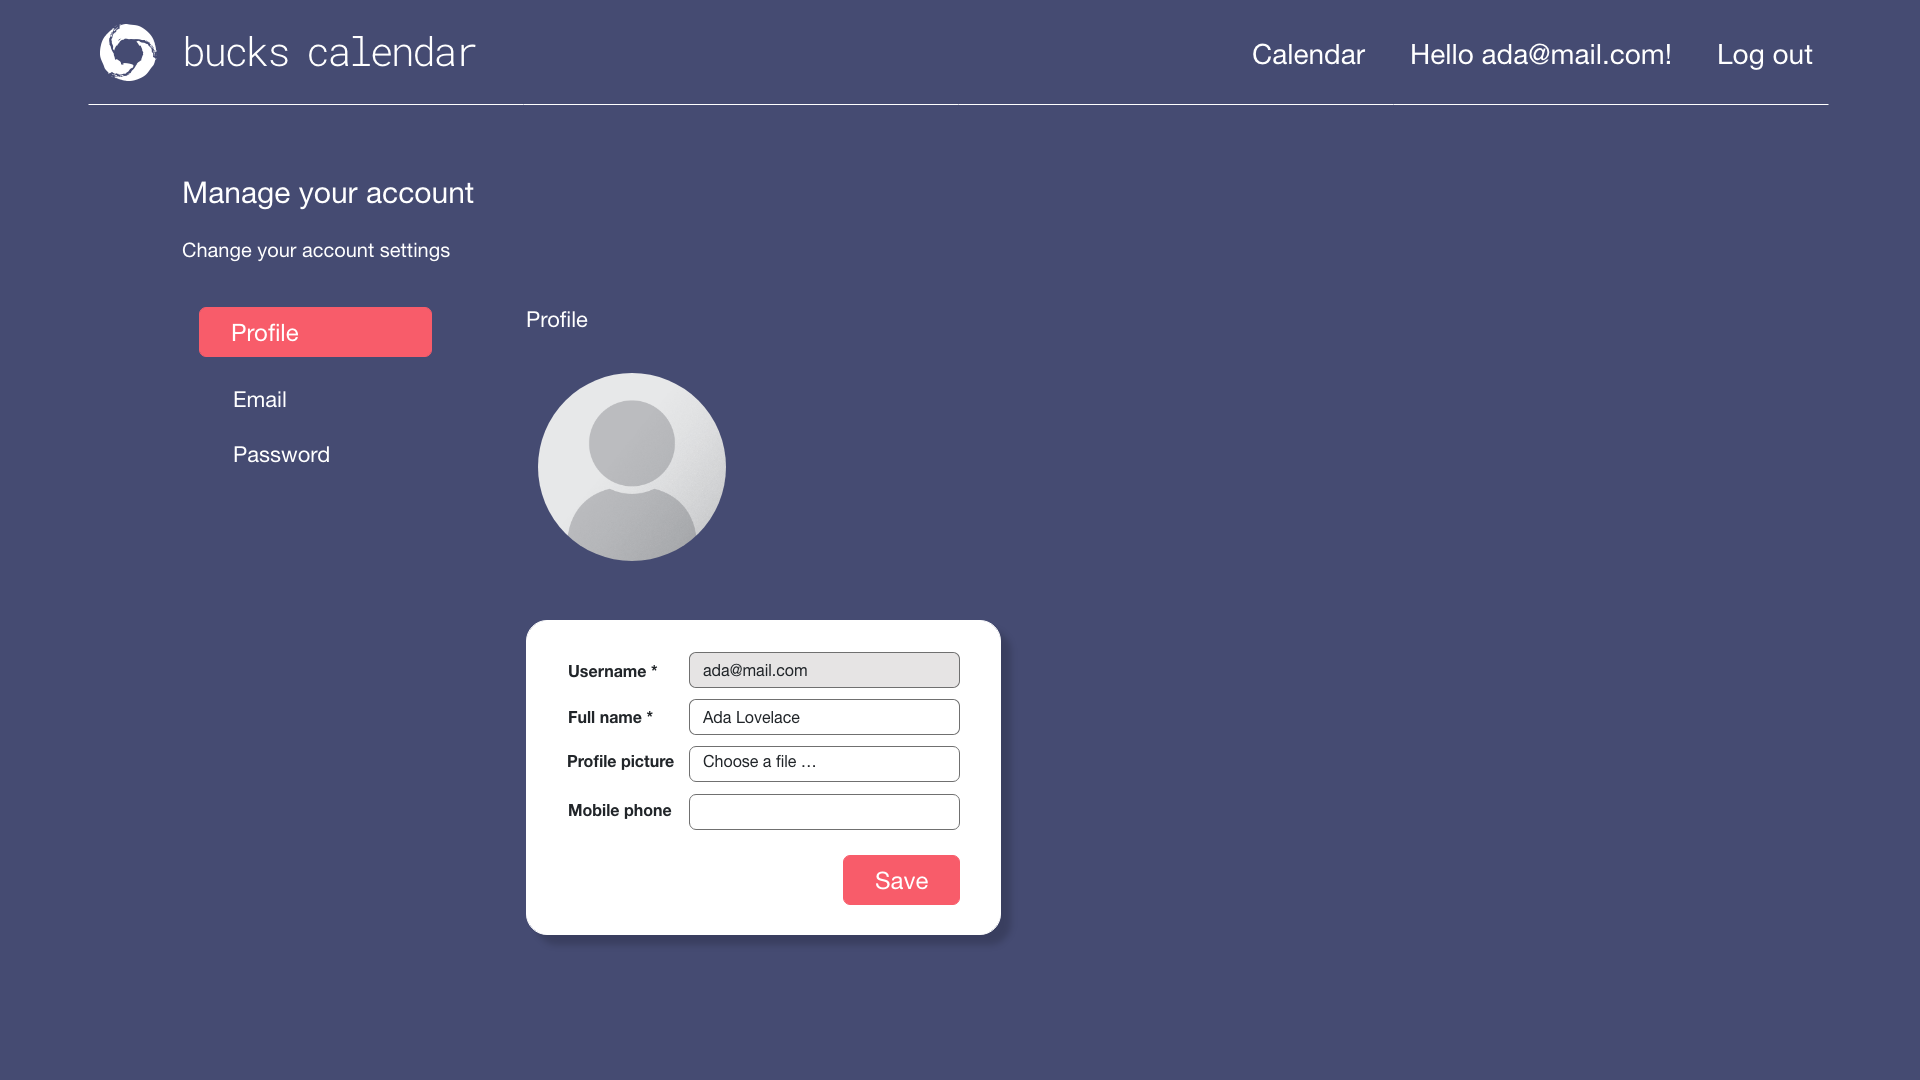 bucks calendar
Calendar
Hello ada@mail.com!
Log out
Manage your account
Change your account settings
Profile
Email
Password
Profile
Username *
ada@mail.com
Full name *
Ada Lovelace
Profile picture
Choose a file ...
Mobile phone
Save